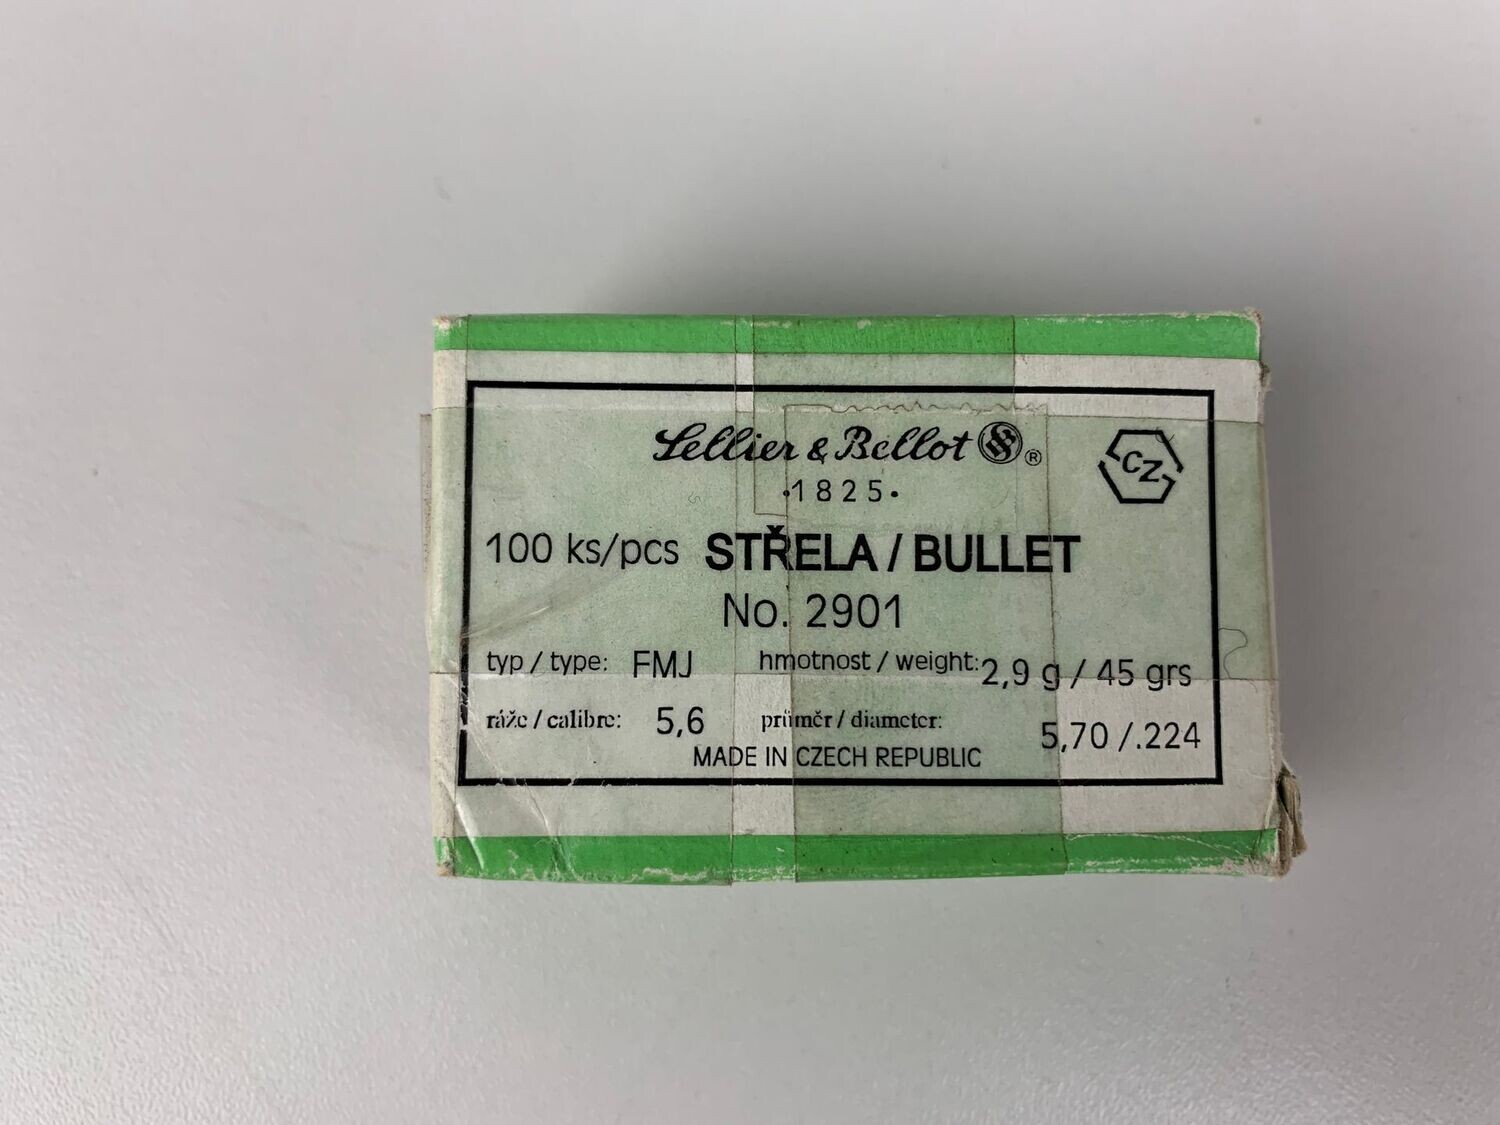 Sellier & Bellot ®
·1825·
CZ
100 ks/pcs STŘELA / BULLET
No. 2901
typ / type: FMJ hmotnost / weight: 2,9 g / 45 grs
ráže / calibre: 5,6 průměr / diameter: 5,70 /.224
MADE IN CZECH REPUBLIC